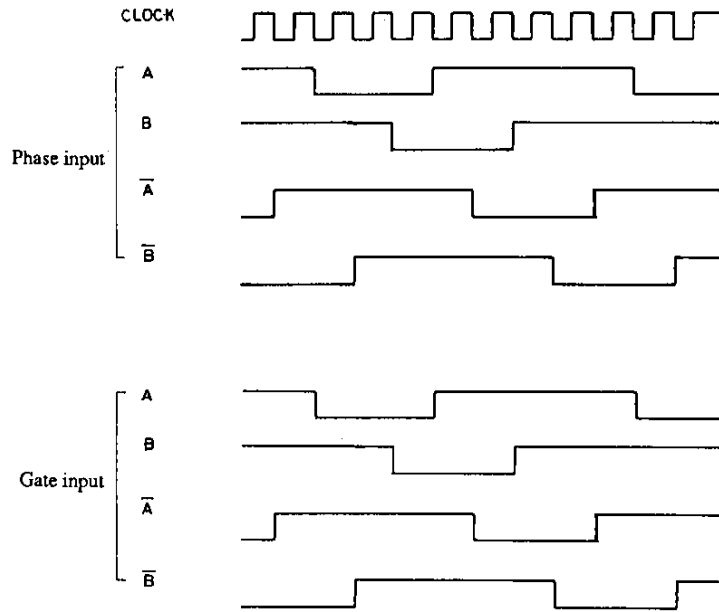 CLOCK
A
B
Phase input
A̅
B̅
A
B
Gate input
A̅
B̅